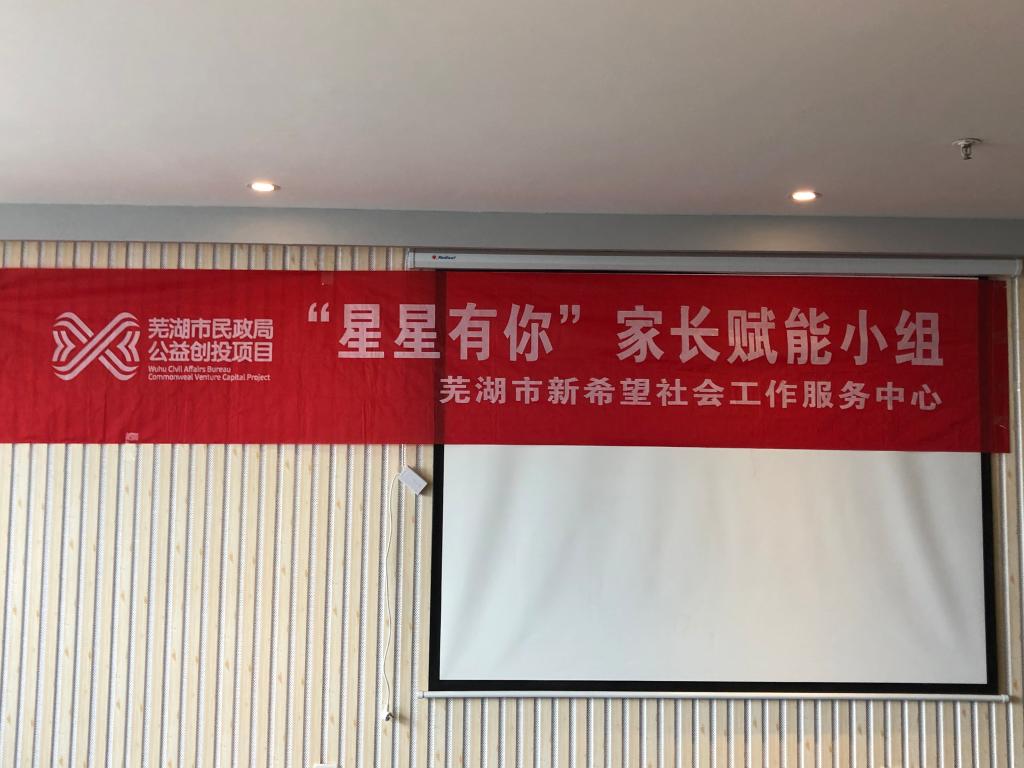 芜湖市民政局
公益创投项目
Wuhu Civil Affairs Bureau
Commonweal Venture Capital Project
“星星有你”家长赋能小组
芜湖市新希望社会工作服务中心